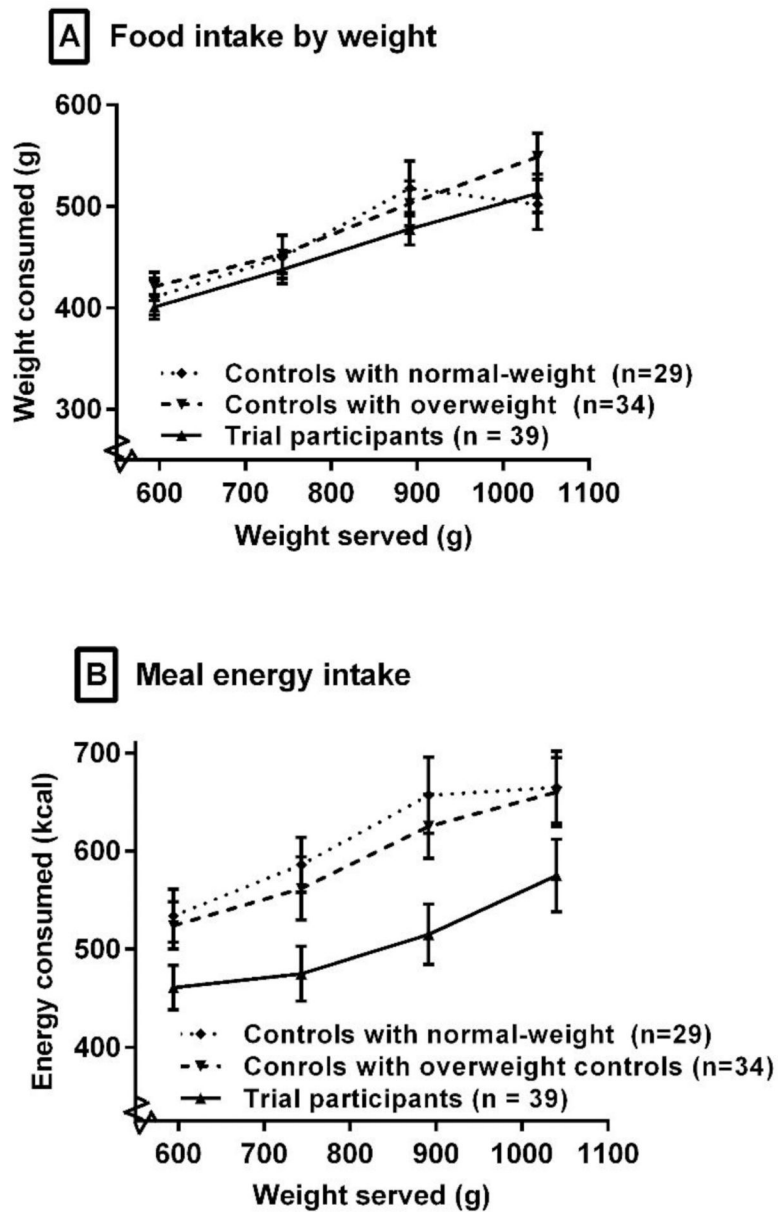 A Food intake by weight
600
500
400
300
Weight consumed (g)
Controls with normal-weight (n=29)
Controls with overweight (n=34)
Trial participants (n = 39)
600 700 800 900 1000 1100
Weight served (g)
B Meal energy intake
700
600
500
400
Energy consumed (kcal)
Controls with normal-weight (n=29)
Conrols with overweight controls (n=34)
Trial participants (n = 39)
600 700 800 900 1000 1100
Weight served (g)